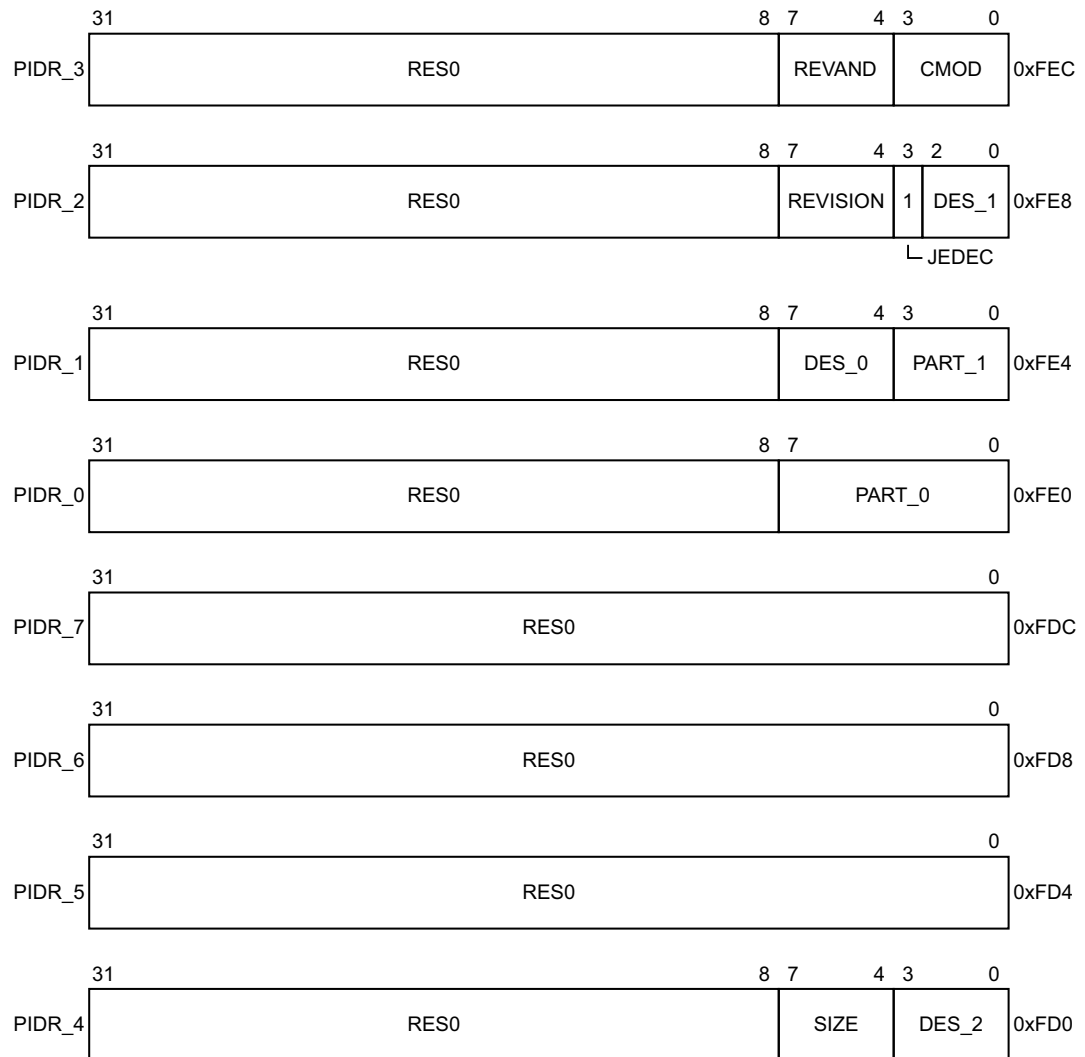 31 8 7 4 3 0
PIDR_3 RES0 REVAND CMOD 0xFEC
31 8 7 4 3 2 0
PIDR_2 RES0 REVISION 1 DES_1 0xFE8
JEDEC
31 8 7 4 3 0
PIDR_1 RES0 DES_0 PART_1 0xFE4
31 8 7 0
PIDR_0 RES0 PART_0 0xFE0
31 0
PIDR_7 RES0 0xFDC
31 0
PIDR_6 RES0 0xFD8
31 0
PIDR_5 RES0 0xFD4
31 8 7 4 3 0
PIDR_4 RES0 SIZE DES_2 0xFD0